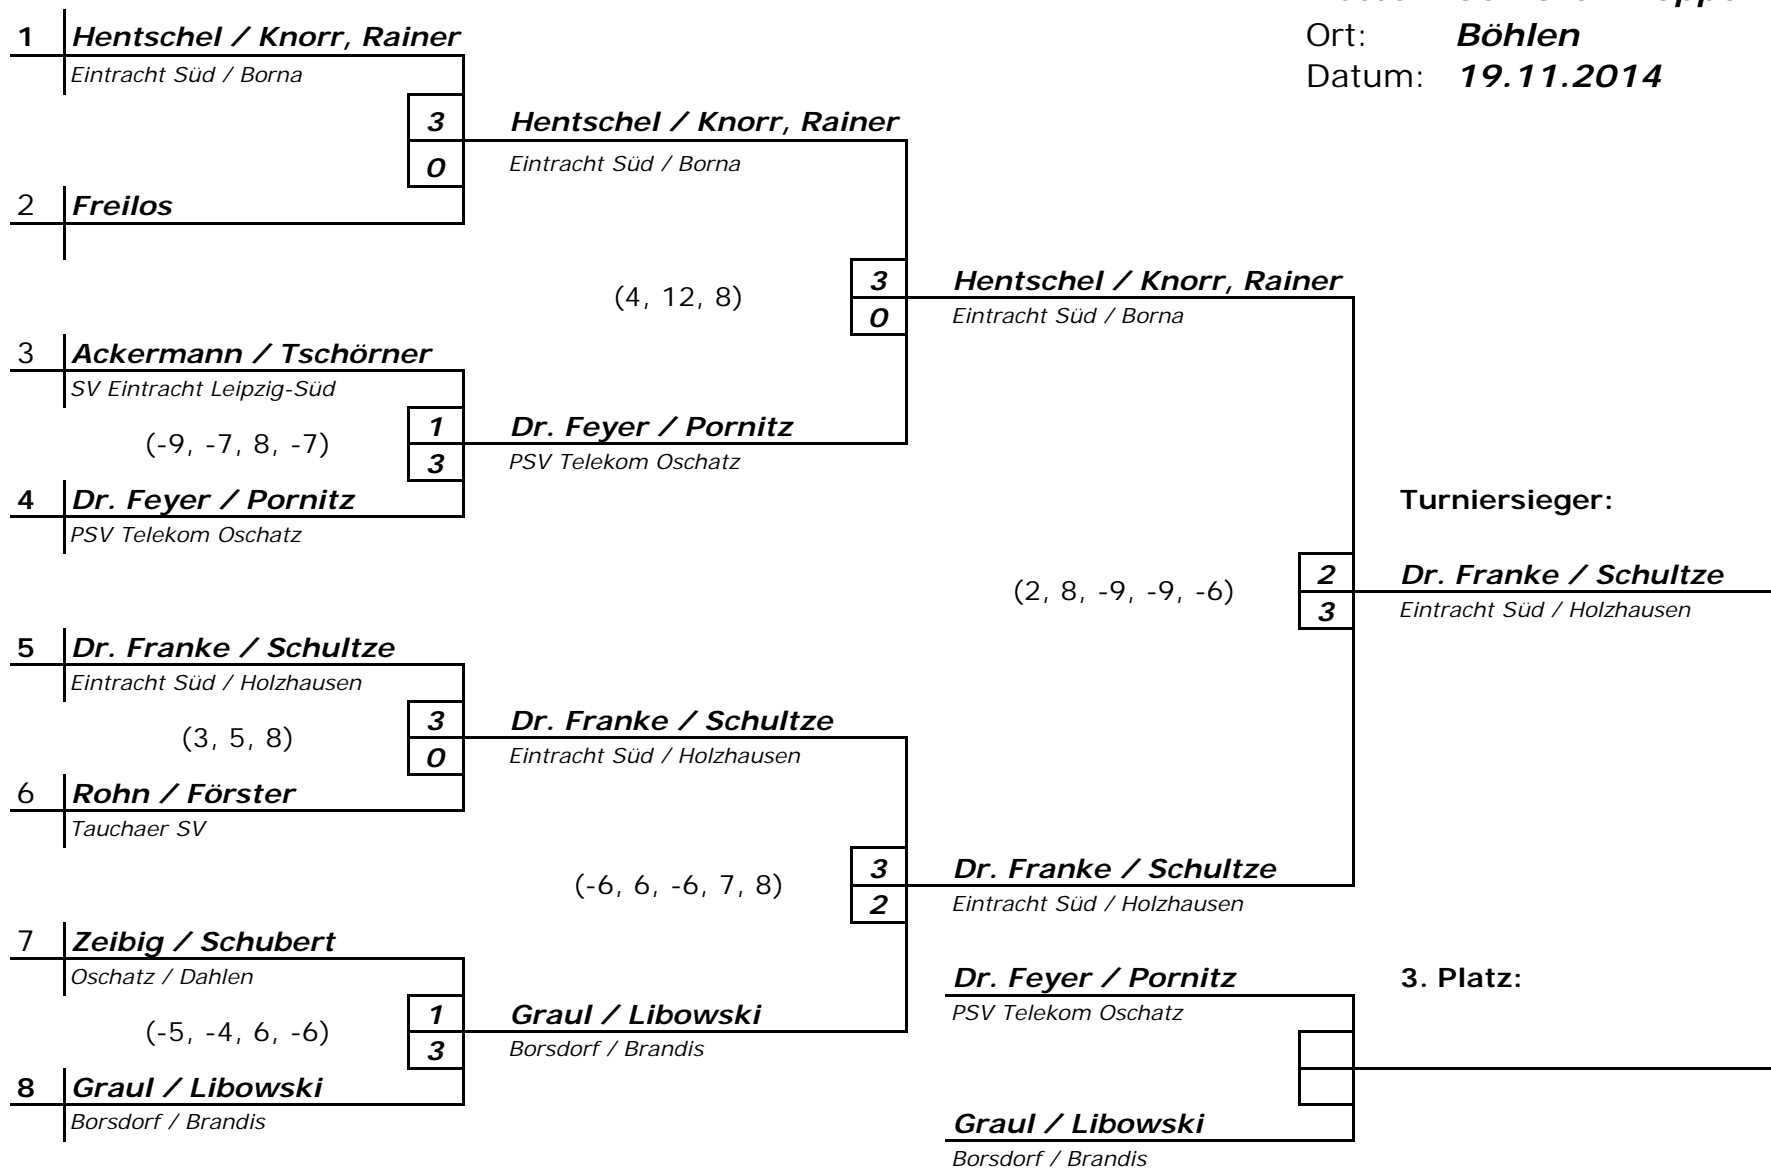 Ort: Böhlen
Datum: 19.11.2014
1 Hentschel / Knorr, Rainer
Eintracht Süd / Borna
3 Hentschel / Knorr, Rainer
0 Eintracht Süd / Borna
2 Freilos
(4, 12, 8) 3 Hentschel / Knorr, Rainer
0 Eintracht Süd / Borna
3 Ackermann / Tschörner
SV Eintracht Leipzig-Süd
(-9, -7, 8, -7) 1 Dr. Feyer / Pornitz
3 PSV Telekom Oschatz
4 Dr. Feyer / Pornitz
PSV Telekom Oschatz
Turniersieger:
(2, 8, -9, -9, -6) 2 Dr. Franke / Schultze
3 Eintracht Süd / Holzhausen
5 Dr. Franke / Schultze
Eintracht Süd / Holzhausen
(3, 5, 8) 3 Dr. Franke / Schultze
0 Eintracht Süd / Holzhausen
6 Rohn / Förster
Tauchaer SV
(-6, 6, -6, 7, 8) 3 Dr. Franke / Schultze
2 Eintracht Süd / Holzhausen
7 Zeibig / Schubert
Oschatz / Dahlen
Dr. Feyer / Pornitz 3. Platz:
PSV Telekom Oschatz
(-5, -4, 6, -6) 1 Graul / Libowski
3 Borsdorf / Brandis
8 Graul / Libowski
Borsdorf / Brandis
Graul / Libowski
Borsdorf / Brandis